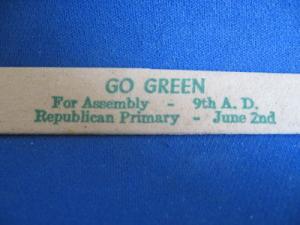 GO GREEN
For Assembly - 9th A. D.
Republican Primary - June 2nd